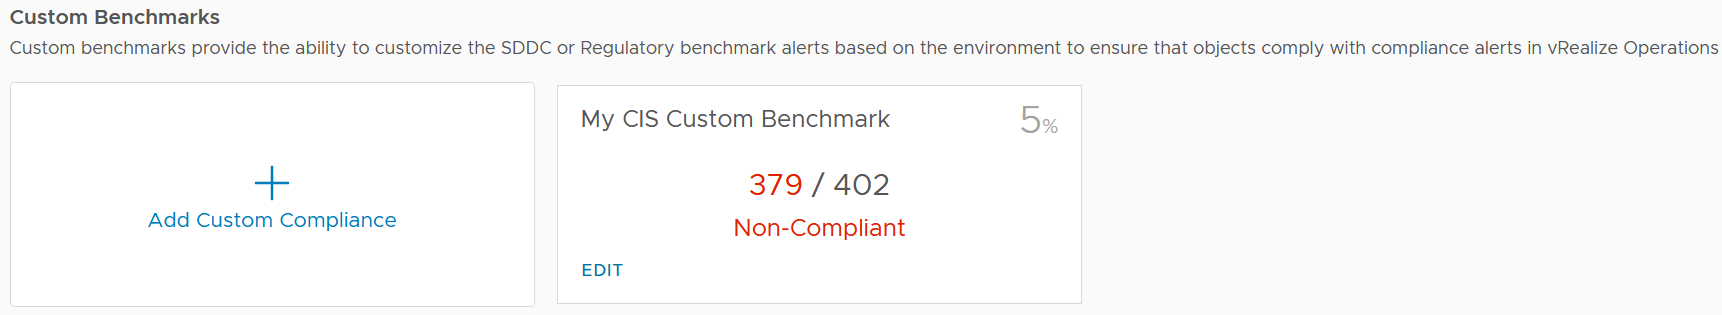 Custom Benchmarks
Custom benchmarks provide the ability to customize the SDDC or Regulatory benchmark alerts based on the environment to ensure that objects comply with compliance alerts in vRealize Operations
My CIS Custom Benchmark 5%
379 / 402
Non-Compliant
Add Custom Compliance
EDIT